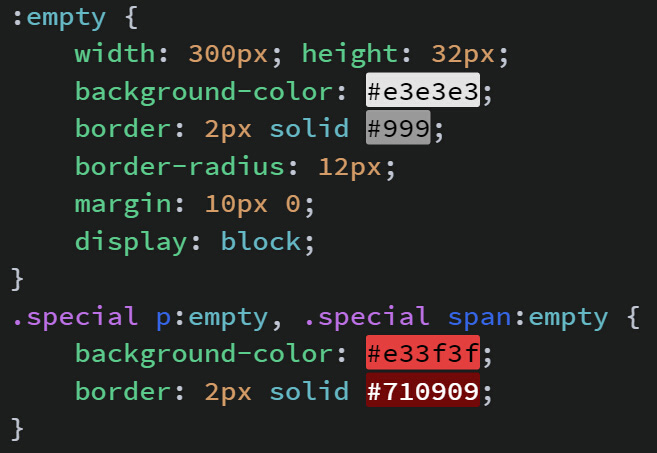 :empty {
    width: 300px; height: 32px;
    background-color: #e3e3e3;
    border: 2px solid #999;
    border-radius: 12px;
    margin: 10px 0;
    display: block;
}
.special p:empty, .special span:empty {
    background-color: #e33f3f;
    border: 2px solid #710909;
}